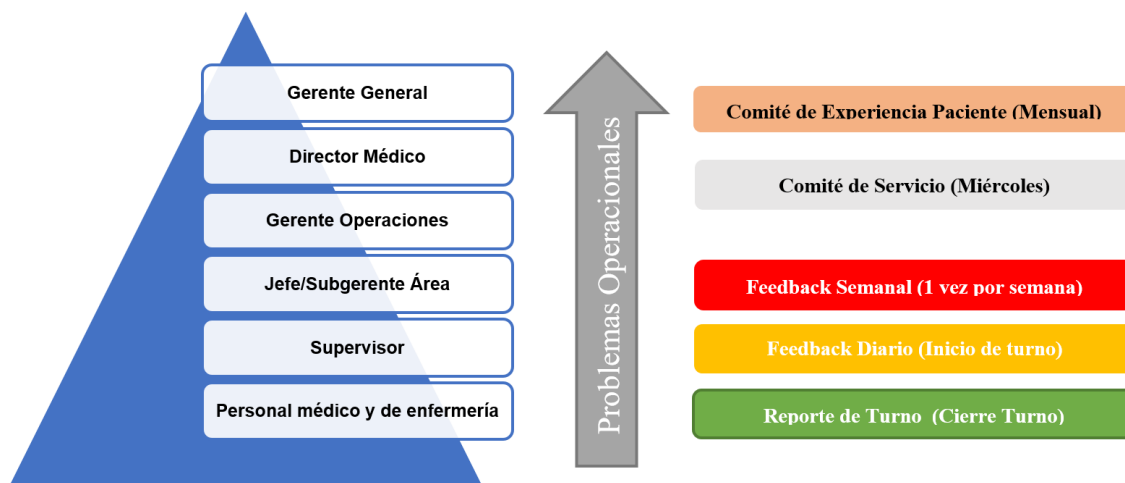 Gerente General
Director Médico
Gerente Operaciones
Jefe/Subgerente Área
Supervisor
Personal médico y de enfermería
Problemas Operacionales
Comité de Experiencia Paciente (Mensual)
Comité de Servicio (Miércoles)
Feedback Semanal (1 vez por semana)
Feedback Diario (Inicio de turno)
Reporte de Turno (Cierre Turno)